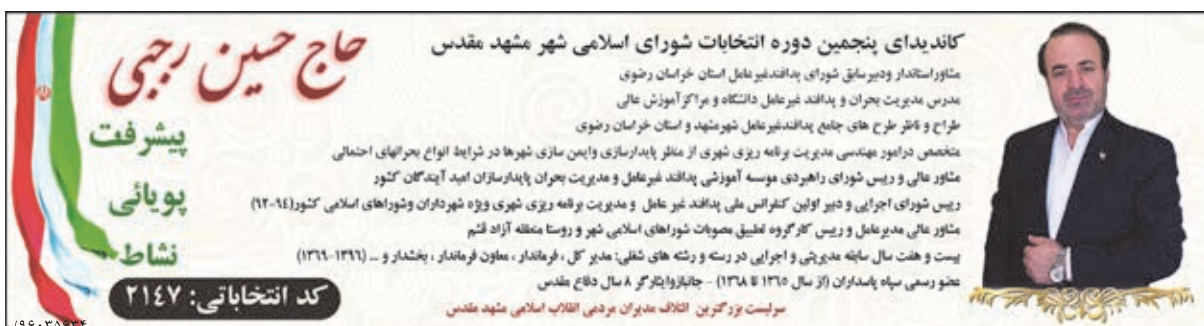 حاج حسین رجبی
پیشرفت
پویائی
نشاط
کد انتخاباتی: ۲۱۴۷
کاندیدای پنجمین دوره انتخابات شورای اسلامی شهر مشهد مقدس
مشاوراستاندار ودبیرسابق شورای پدافندغیرعامل استان خراسان رضوی
مدرس مدیریت بحران و پدافند غیرعامل دانشگاه و مراکزآموزش عالی
طراح و ناظر طرح های جامع پدافندغیرعامل شهرمشهد و استان خراسان رضوی
متخصص درامور مهندسی مدیریت برنامه ریزی شهری از منظر پایدارسازی وایمن سازی شهرها در شرایط انواع بحرانهای احتمالی
مشاور عالی و رییس شورای راهبردی موسسه آموزشی پدافند غیرعامل و مدیریت بحران پایدارسازان امید آیندگان کشور
رییس شورای اجرایی و دبیر اولین کنفرانس ملی پدافند غیر عامل و مدیریت برنامه ریزی شهری ویژه شهرداران وشوراهای اسلامی کشور(۹۴-۹۲)
مشاور عالی مدیرعامل و رییس کارگروه تطبیق مصوبات شوراهای اسلامی شهر و روستا منطقه آزاد قشم
بیست و هفت سال سابقه مدیریتی و اجرایی در رسته و رشته های شغلی: مدیر کل ، فرماندار ، معاون فرماندار ، بخشدار و ... (۱۳۹۶-۱۳۶۹)
عضو رسمی سپاه پاسداران (از سال ۱۳۶۵ تا ۱۳۶۸) - جانبازوایثارگر ۸ سال دفاع مقدس
سرلیست بزرگترین ائتلاف مدیران مردمی انقلاب اسلامی مشهد مقدس
/۹۶۰۳۸۶۳۴